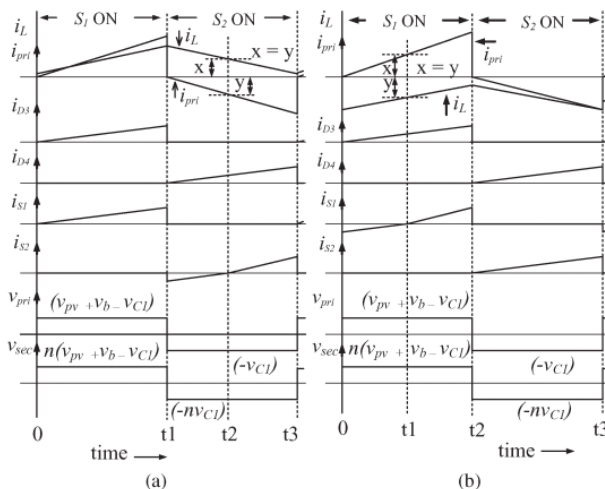 S1 ON
S2 ON
iL
ipri
iL
x = y
x
y
ipri
iD3
iD4
iS1
iS2
vpri
(vpv + vb – vC1)
vsec
n(vpv + vb – vC1)
(-vC1)
(-nvC1)
0
t1
t2
t3
time
(a)
S1 ON
S2 ON
iL
ipri
x
x = y
y
ipri
iL
iD3
iD4
iS1
iS2
vpri
(vpv + vb – vC1)
vsec
n(vpv + vb – vC1)
(-vC1)
(-nvC1)
0
t1
t2
t3
time
(b)